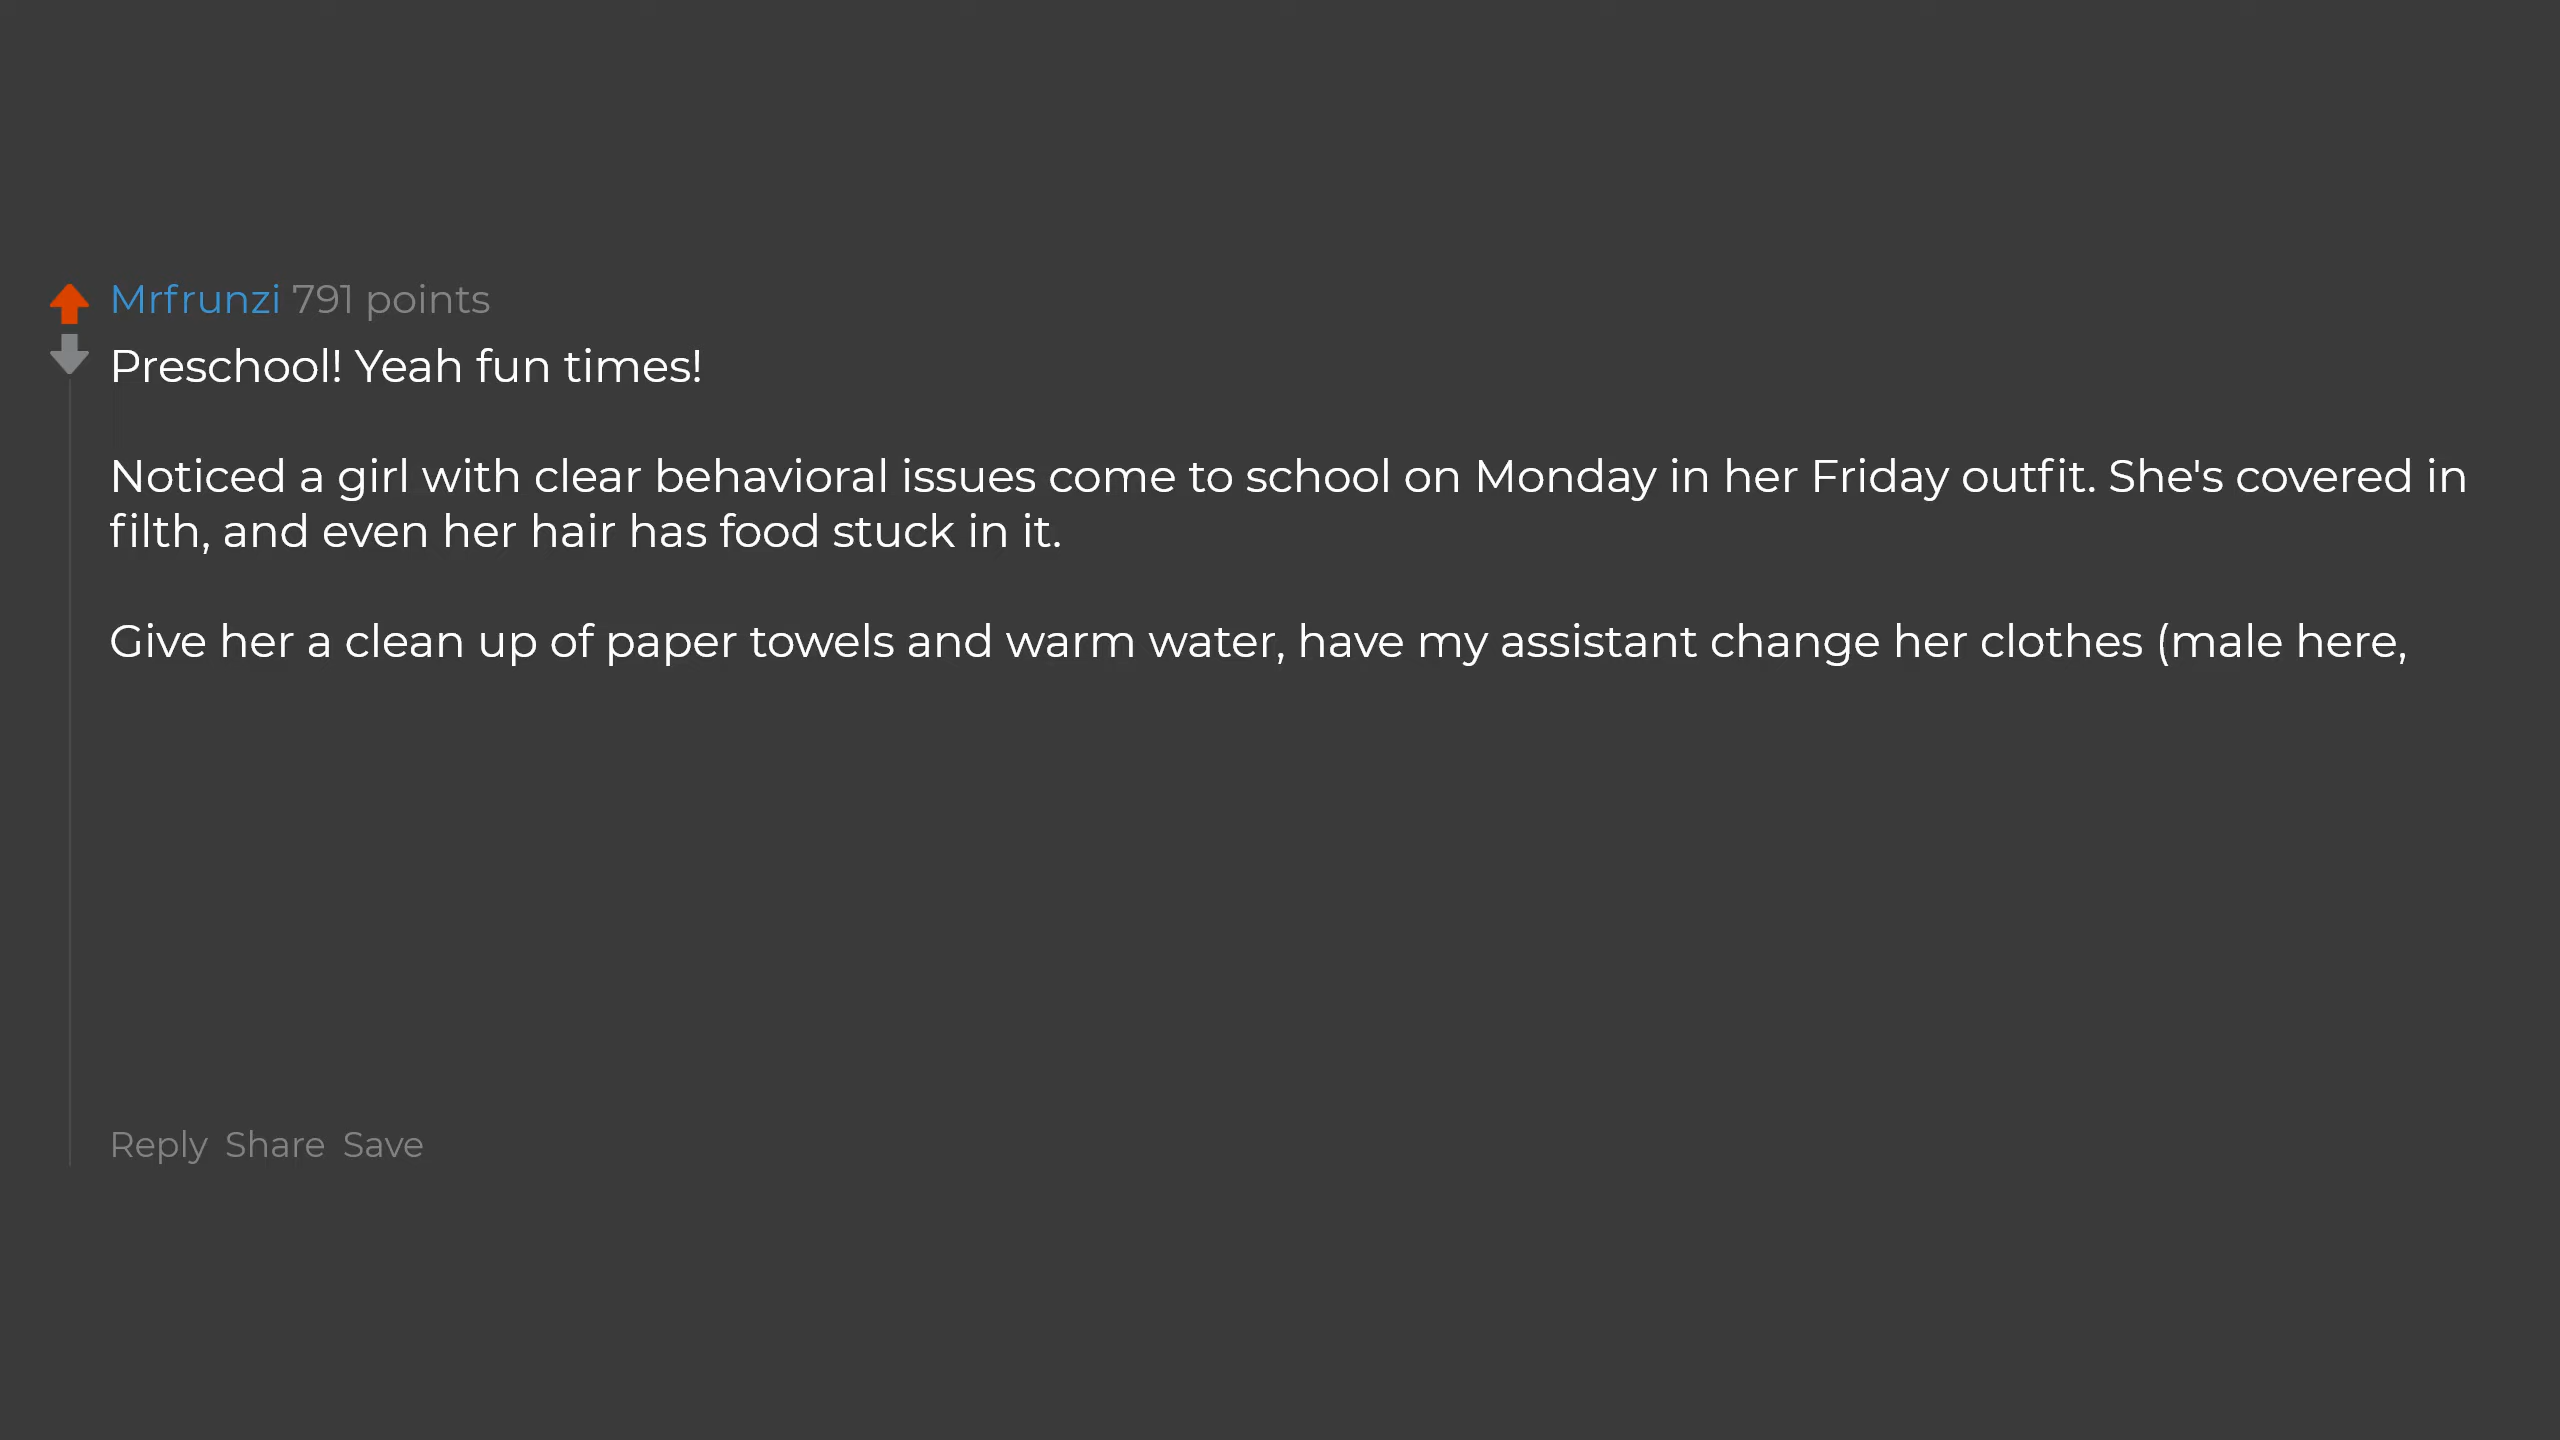 Mrfrunzi 791 points
Preschool! Yeah fun times!
Noticed a girl with clear behavioral issues come to school on Monday in her Friday outfit. She's covered in
filth, and even her hair has food stuck in it.
Give her a clean up of paper towels and warm water, have my assistant change her clothes (male here,
Reply Share Save